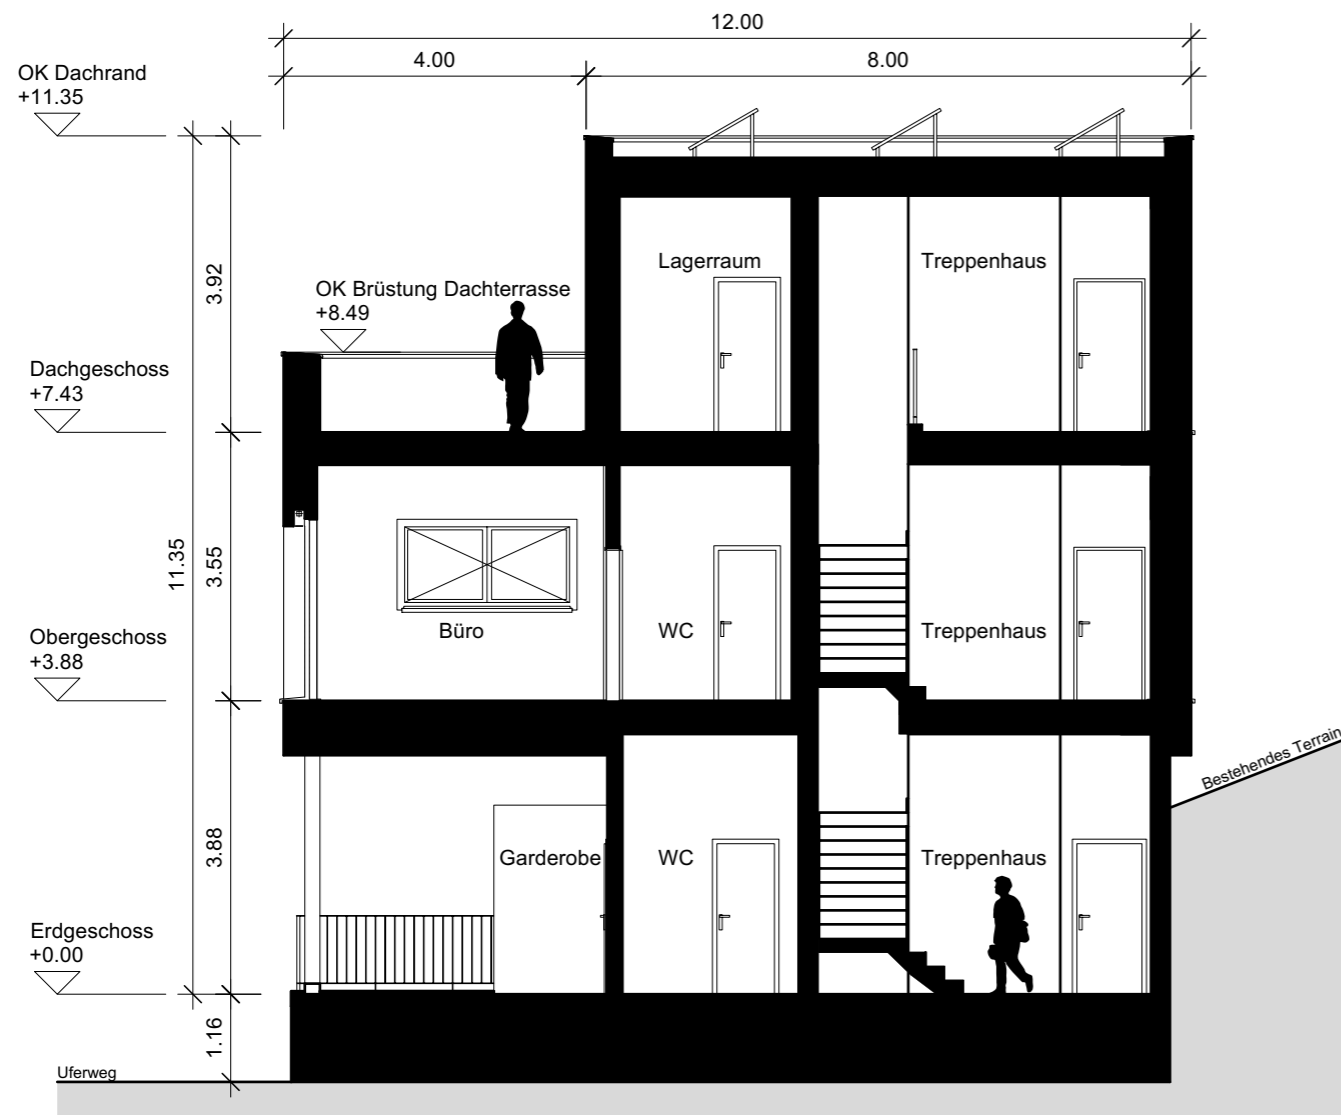 12.00
4.00
8.00
OK Dachrand
+11.35
3.92
Lagerraum
Treppenhaus
OK Brüstung Dachterrasse
+8.49
Dachgeschoss
+7.43
11.35
3.55
Büro
WC
Treppenhaus
Obergeschoss
+3.88
Bestehendes Terrain
3.88
Garderobe
WC
Treppenhaus
Erdgeschoss
+0.00
1.16
Uferweg